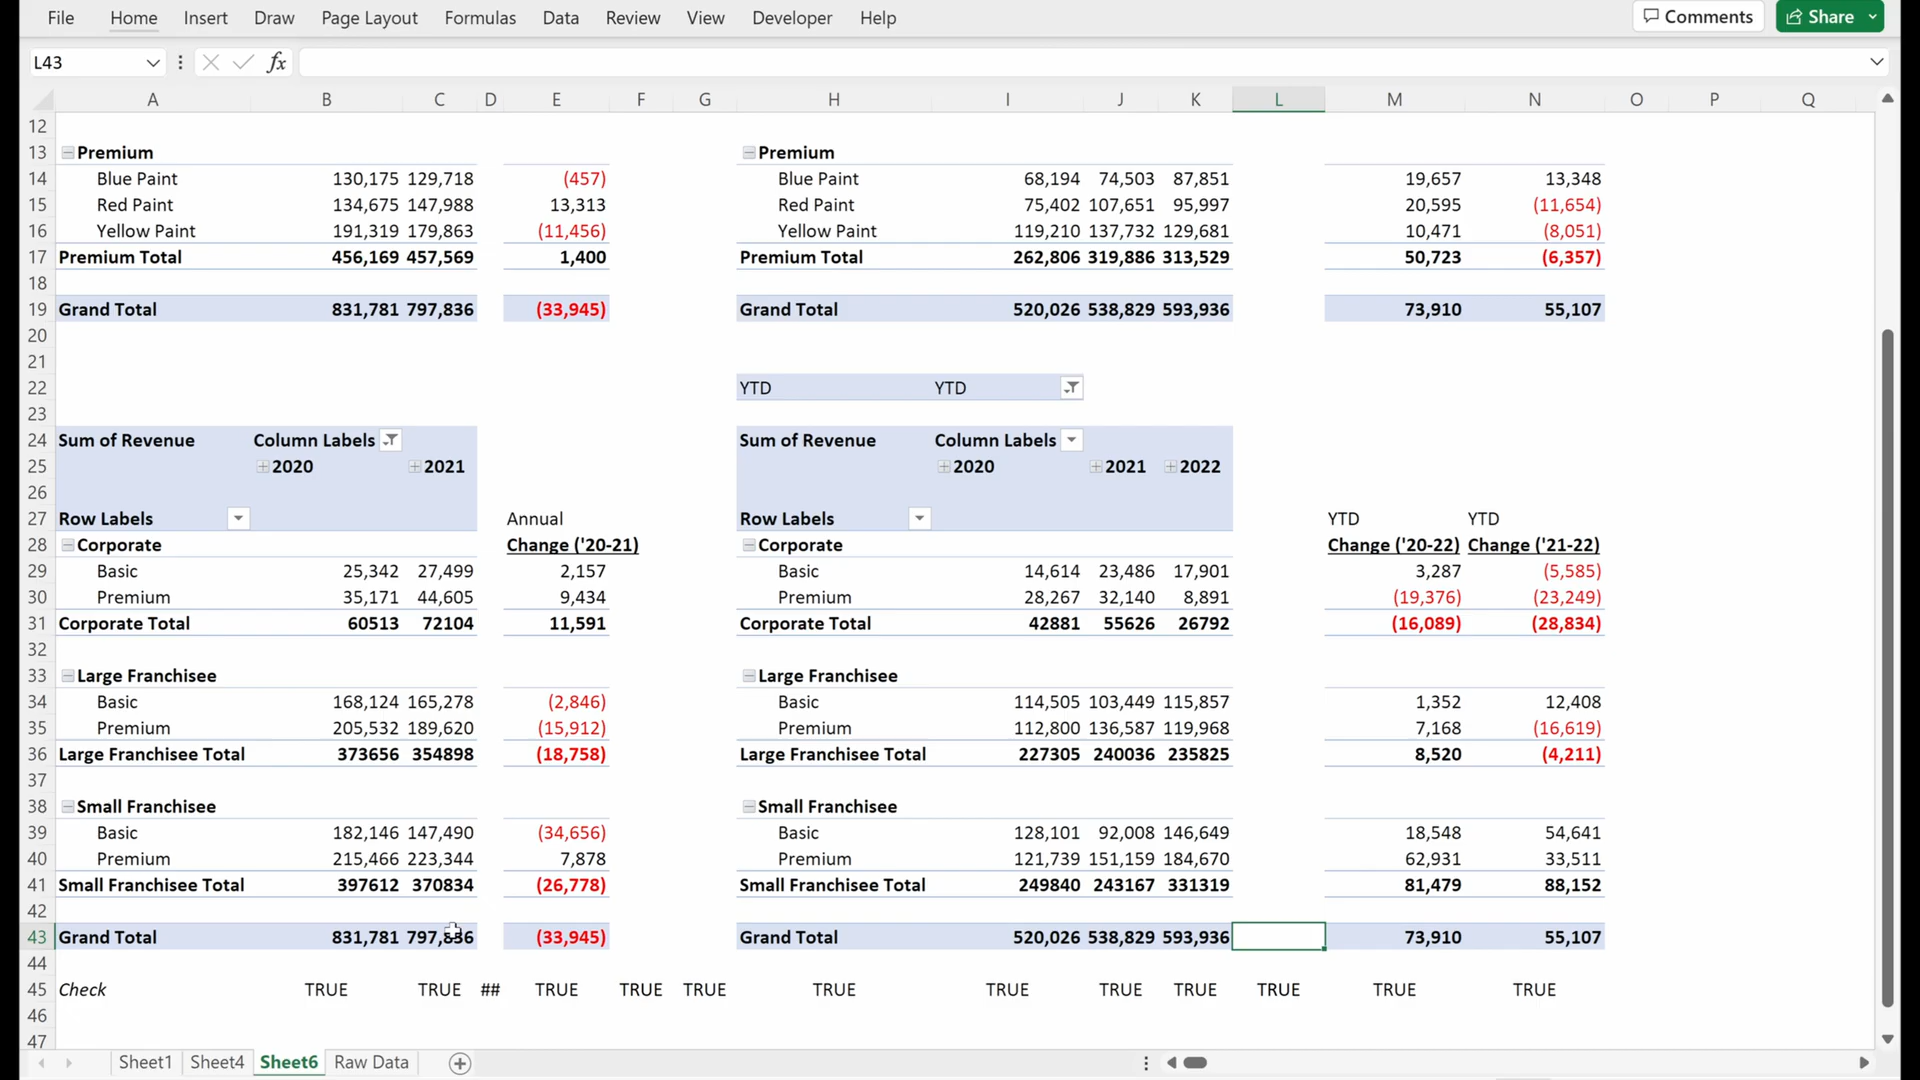 File Home Insert Draw Page Layout Formulas Data Review View Developer Help Comments Share
L43 fx
A B C D E F G H I J K L M N O P Q
12
13 Premium Premium
14 Blue Paint 130,175 129,718 (457) Blue Paint 68,194 74,503 87,851 19,657 13,348
15 Red Paint 134,675 147,988 13,313 Red Paint 75,402 107,651 95,997 20,595 (11,654)
16 Yellow Paint 191,319 179,863 (11,456) Yellow Paint 119,210 137,732 129,681 10,471 (8,051)
17 Premium Total 456,169 457,569 1,400 Premium Total 262,806 319,886 313,529 50,723 (6,357)
18
19 Grand Total 831,781 797,836 (33,945) Grand Total 520,026 538,829 593,936 73,910 55,107
20
21
22 YTD YTD
23
24 Sum of Revenue Column Labels Sum of Revenue Column Labels
25 2020 2021 2020 2021 2022
26
27 Row Labels Annual Row Labels YTD YTD
28 Corporate Change ('20-21) Corporate Change ('20-22) Change ('21-22)
29 Basic 25,342 27,499 2,157 Basic 14,614 23,486 17,901 3,287 (5,585)
30 Premium 35,171 44,605 9,434 Premium 28,267 32,140 8,891 (19,376) (23,249)
31 Corporate Total 60513 72104 11,591 Corporate Total 42881 55626 26792 (16,089) (28,834)
32
33 Large Franchisee Large Franchisee
34 Basic 168,124 165,278 (2,846) Basic 114,505 103,449 115,857 1,352 12,408
35 Premium 205,532 189,620 (15,912) Premium 112,800 136,587 119,968 7,168 (16,619)
36 Large Franchisee Total 373656 354898 (18,758) Large Franchisee Total 227305 240036 235825 8,520 (4,211)
37
38 Small Franchisee Small Franchisee
39 Basic 182,146 147,490 (34,656) Basic 128,101 92,008 146,649 18,548 54,641
40 Premium 215,466 223,344 7,878 Premium 121,739 151,159 184,670 62,931 33,511
41 Small Franchisee Total 397612 370834 (26,778) Small Franchisee Total 249840 243167 331319 81,479 88,152
42
43 Grand Total 831,781 797,836 (33,945) Grand Total 520,026 538,829 593,936 73,910 55,107
44
45 Check TRUE TRUE ## TRUE TRUE TRUE TRUE TRUE TRUE TRUE TRUE TRUE TRUE
46
47
Sheet1 Sheet4 Sheet6 Raw Data